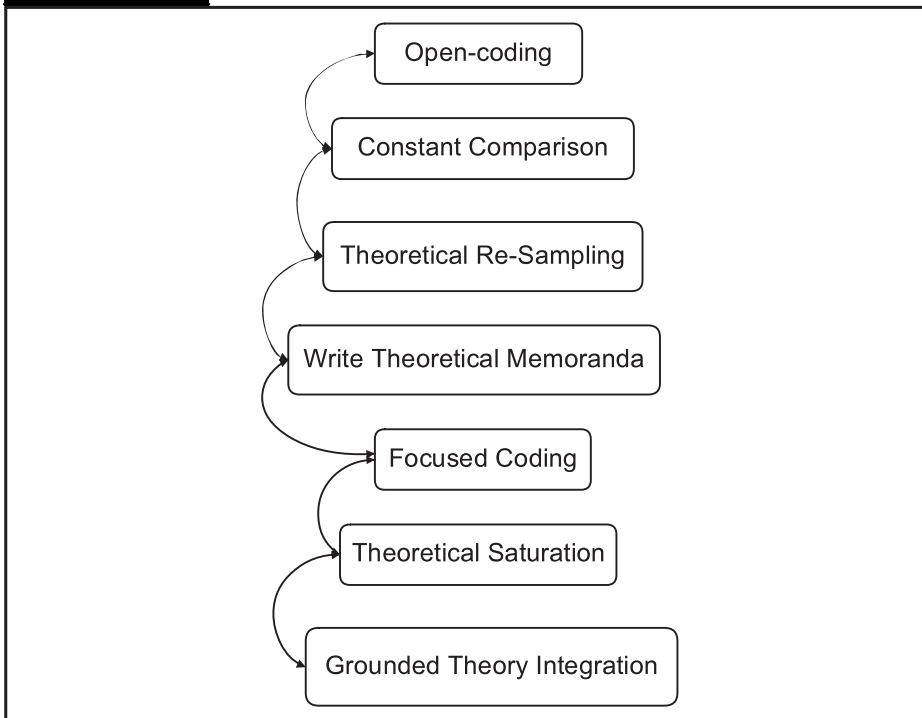 Open-coding
Constant Comparison
Theoretical Re-Sampling
Write Theoretical Memoranda
Focused Coding
Theoretical Saturation
Grounded Theory Integration